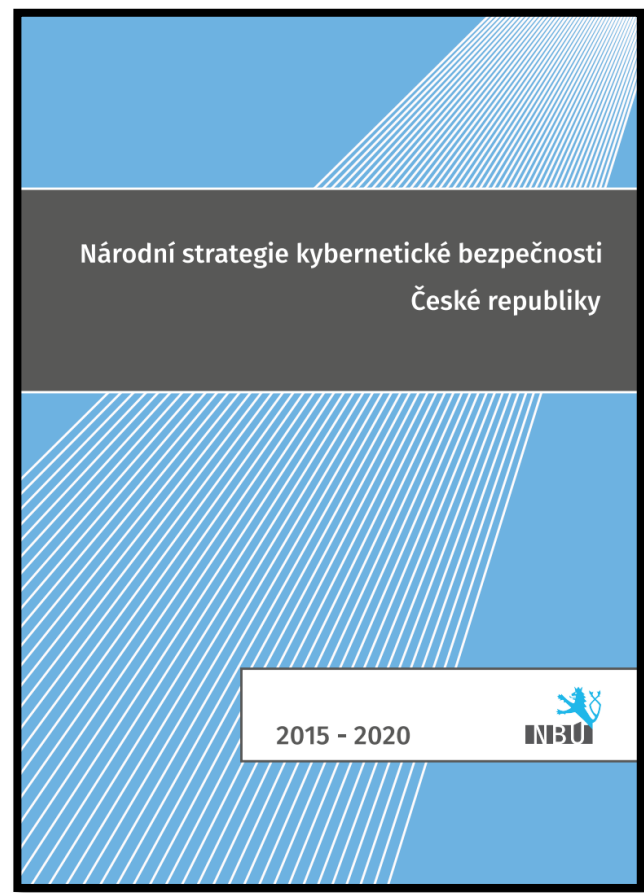 Národní strategie kybernetické bezpečnosti
České republiky
2015 - 2020
NBÚ